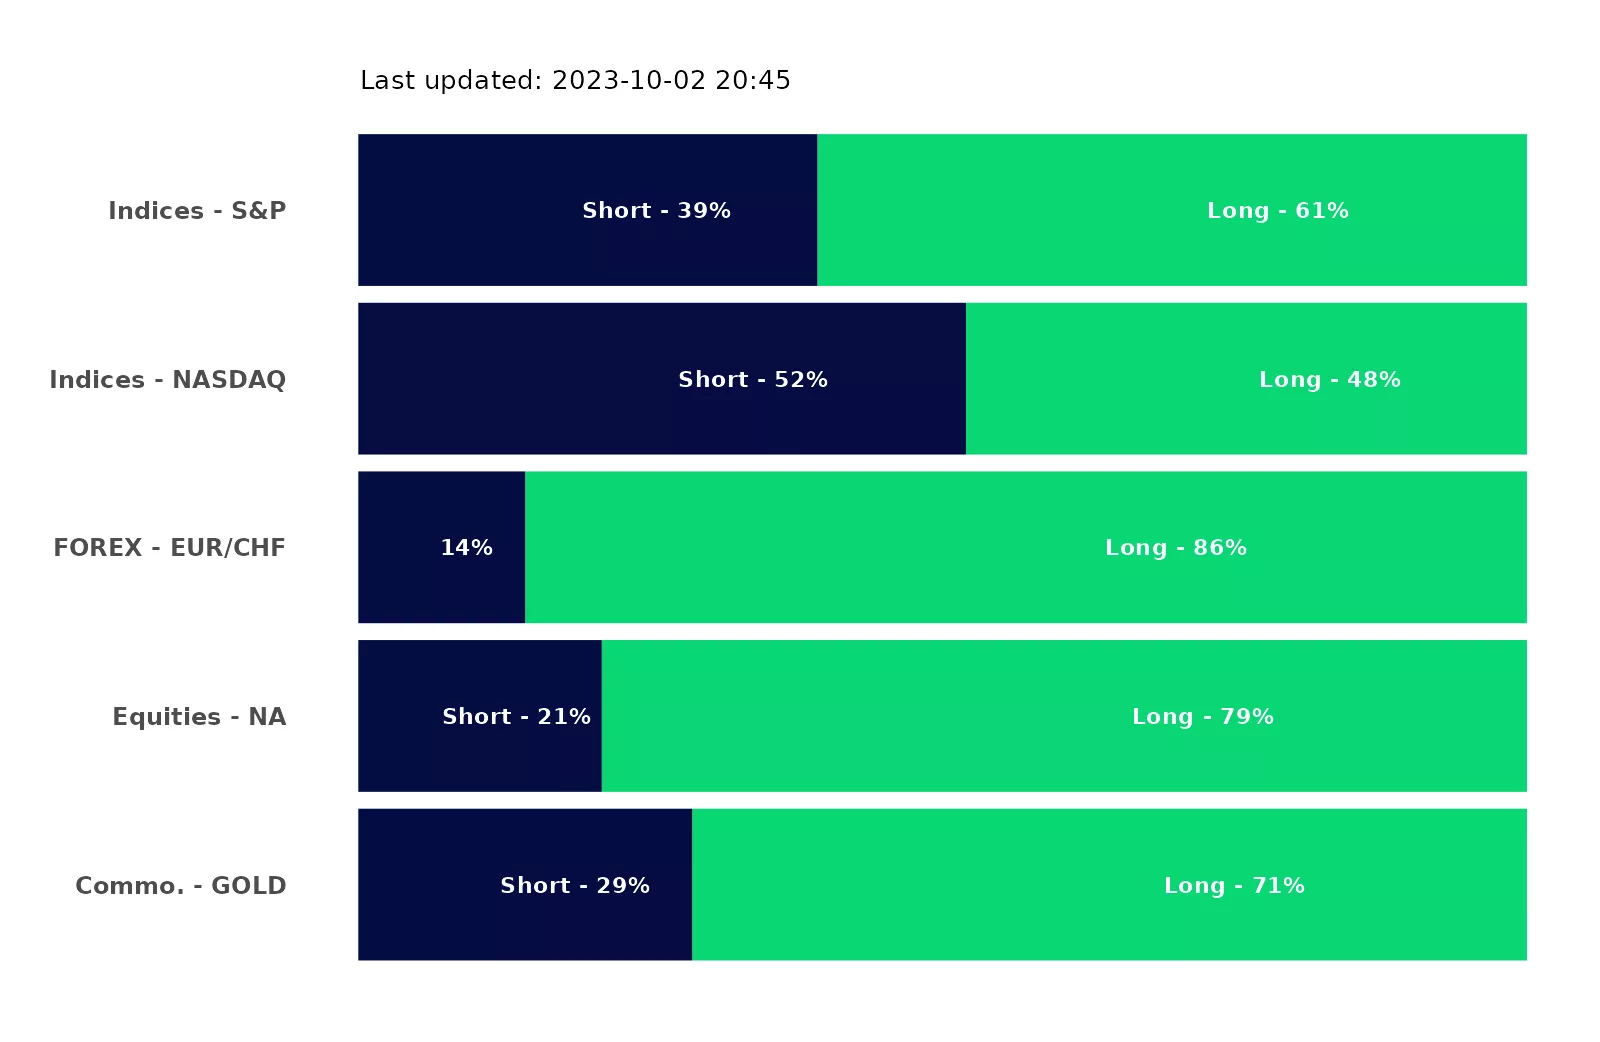 Last updated: 2023-10-02 20:45
Indices - S&P Short - 39% Long - 61%
Indices - NASDAQ Short - 52% Long - 48%
FOREX - EUR/CHF 14% Long - 86%
Equities - NA Short - 21% Long - 79%
Commo. - GOLD Short - 29% Long - 71%